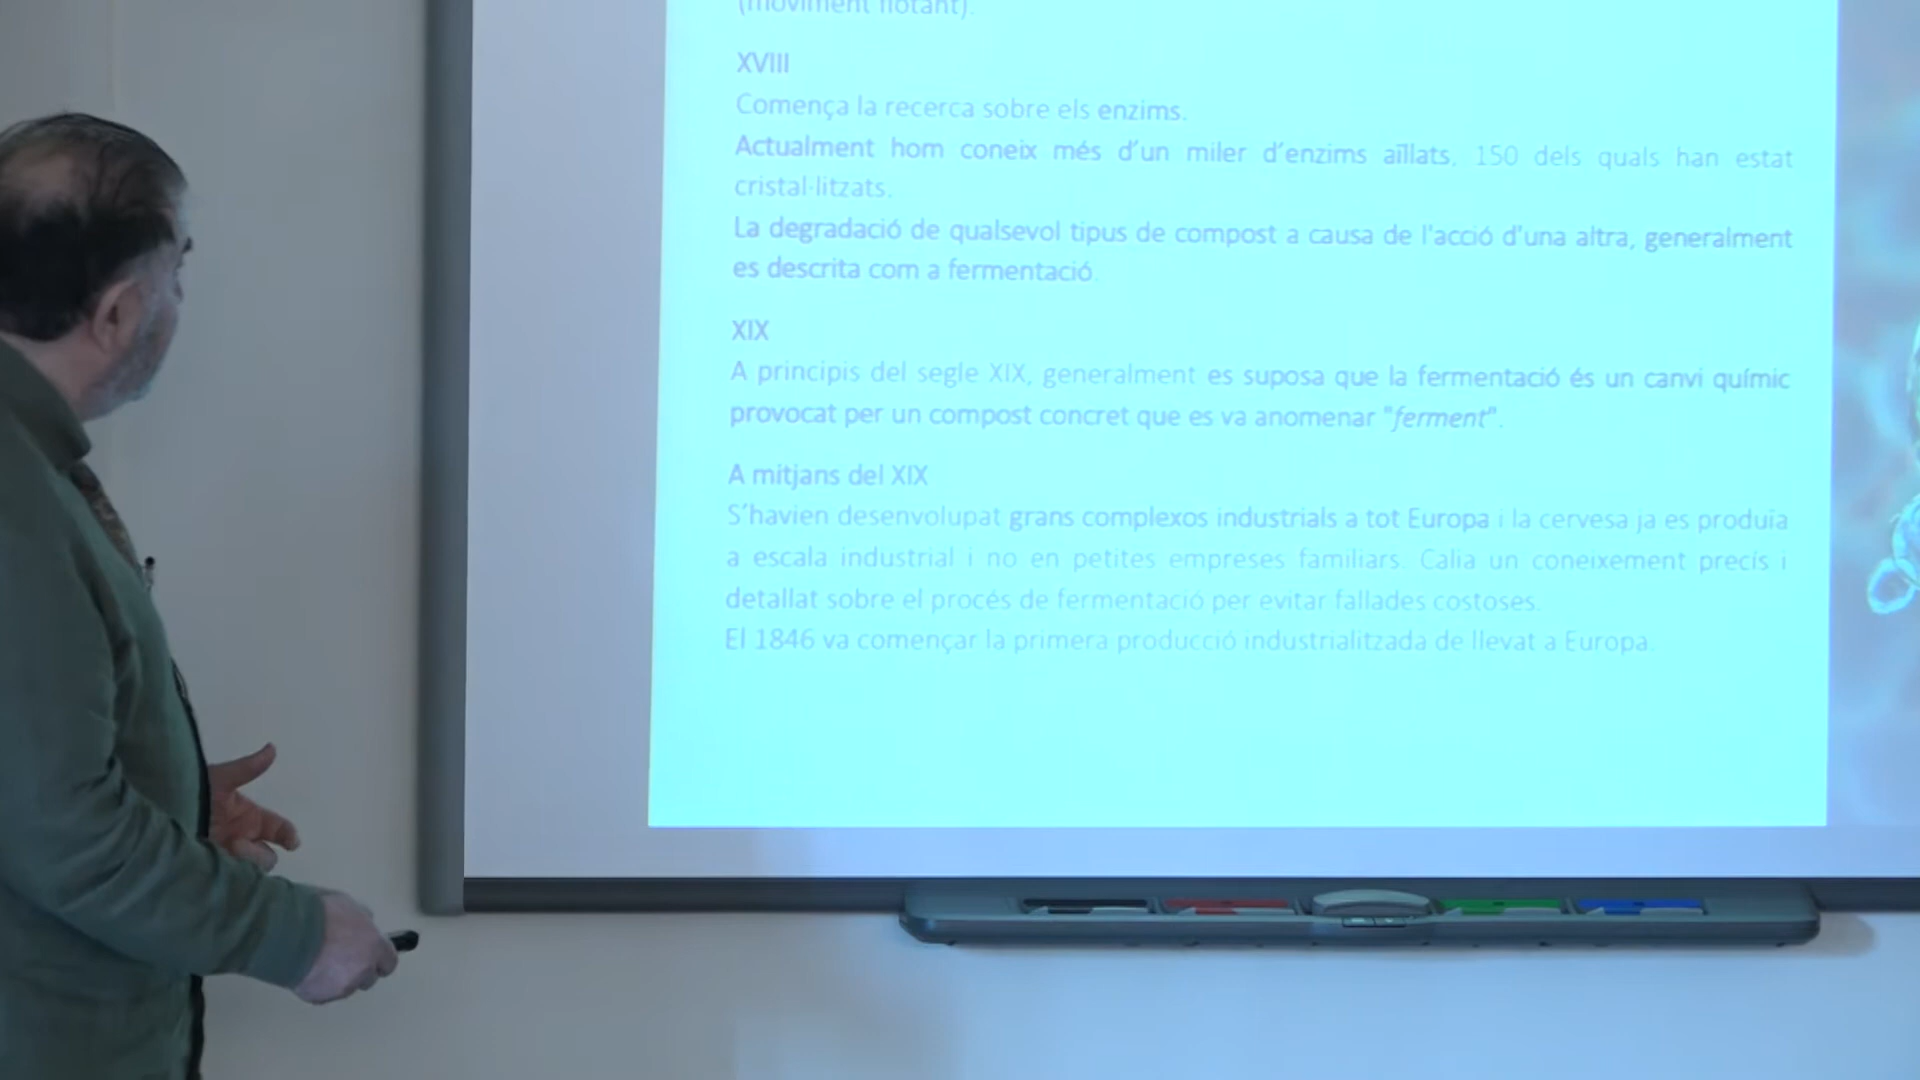 (moviment flotant).
XVIII
Comença la recerca sobre els enzims.
Actualment hom coneix més d'un miler d'enzims aïllats, 150 dels quals han estat
cristal·litzats.
La degradació de qualsevol tipus de compost a causa de l'acció d'una altra, generalment
es descrita com a fermentació.
XIX
A principis del segle XIX, generalment es suposa que la fermentació és un canvi químic
provocat per un compost concret que es va anomenar "ferment".
A mitjans del XIX
S'havien desenvolupat grans complexos industrials a tot Europa i la cervesa ja es produïa
a escala industrial i no en petites empreses familiars. Calia un coneixement precís i
detallat sobre el procés de fermentació per evitar fallades costoses.
El 1846 va començar la primera producció industrialitzada de llevat a Europa.